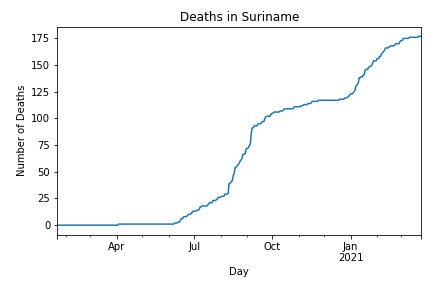 Deaths in Suriname
175
150
125
100
75
50
25
0
Number of Deaths
Apr
Jul
Oct
Jan
2021
Day